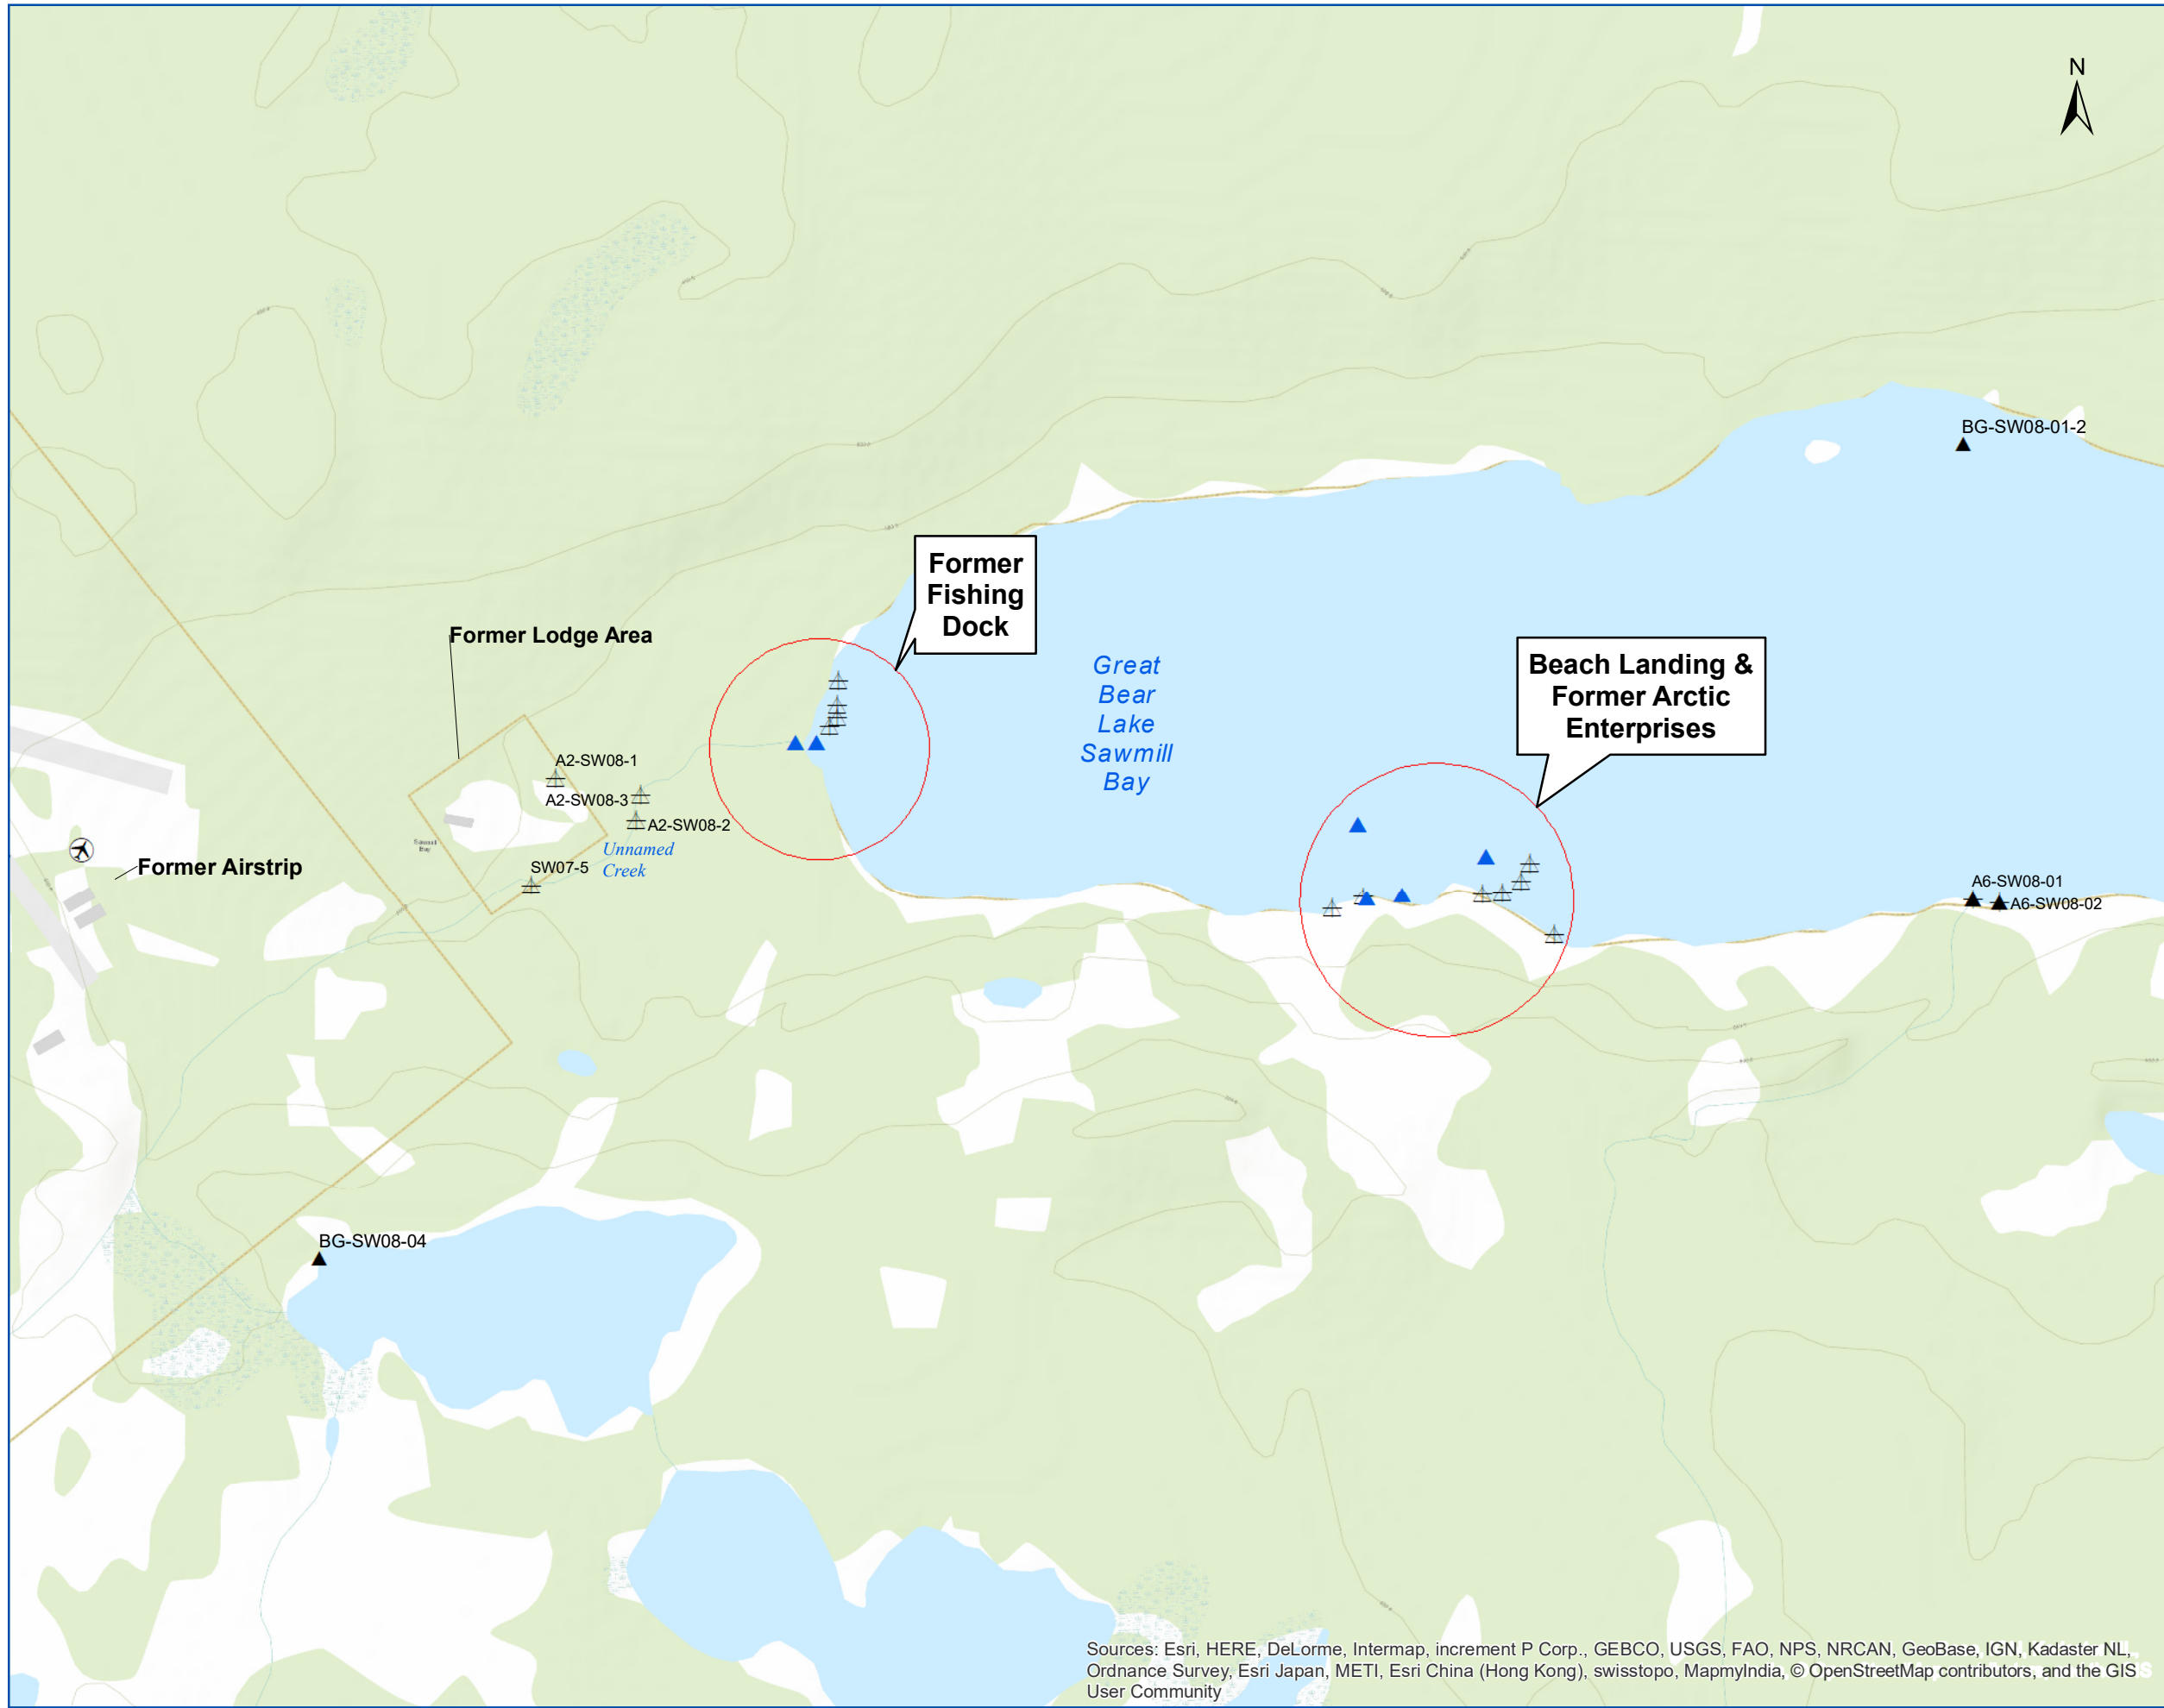 N
BG-SW08-01-2
Former
Fishing
Dock
Former Lodge Area
Great
Bear
Lake
Sawmill
Bay
Beach Landing &
Former Arctic
Enterprises
A2-SW08-1
A2-SW08-3
A2-SW08-2
Unnamed
Creek
Sawmill
Bay
SW07-5
Former Airstrip
A6-SW08-01
A6-SW08-02
BG-SW08-04
Sources: Esri, HERE, DeLorme, Intermap, increment P Corp., GEBCO, USGS, FAO, NPS, NRCAN, GeoBase, IGN, Kadaster NL,
Ordnance Survey, Esri Japan, METI, Esri China (Hong Kong), swisstopo, MapmyIndia, © OpenStreetMap contributors, and the GIS
User Community